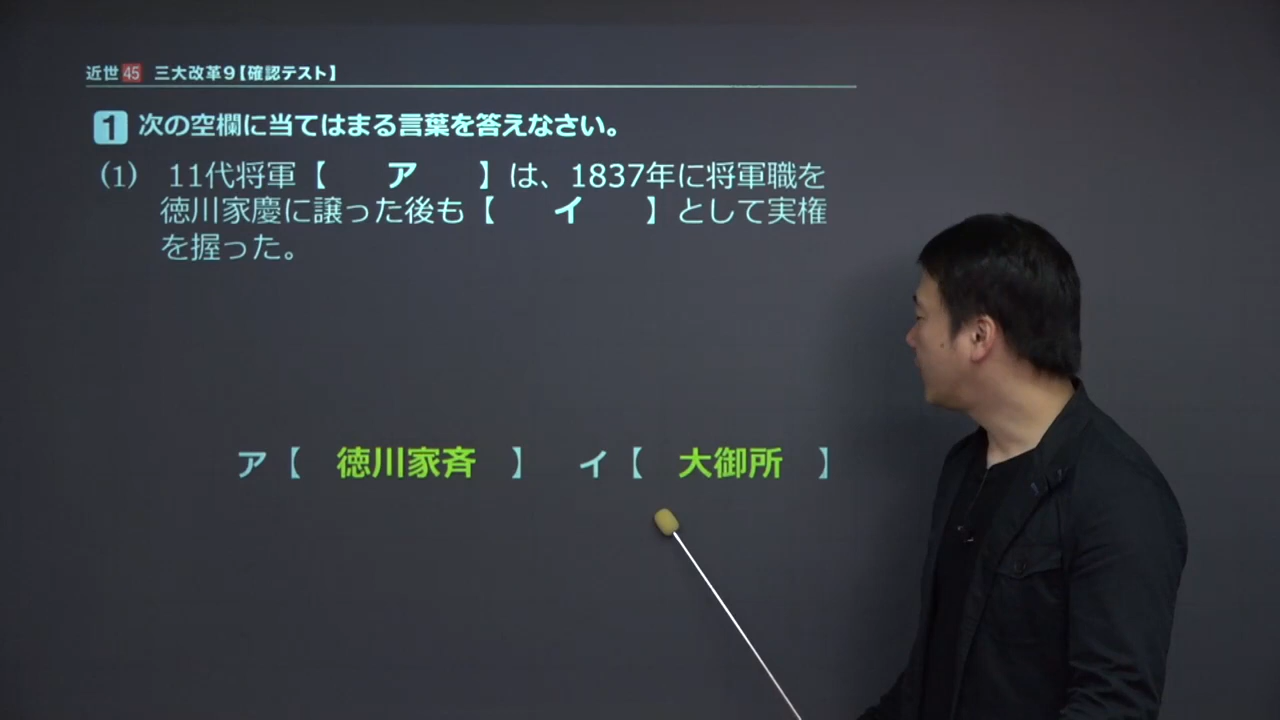 近世 45 三大改革9【確認テスト】
1 次の空欄に当てはまる言葉を答えなさい。
(1) 11代将軍【 ア 】は、1837年に将軍職を
徳川家慶に譲った後も【 イ 】として実権
を握った。
ア【 徳川家斉 】 イ【 大御所 】